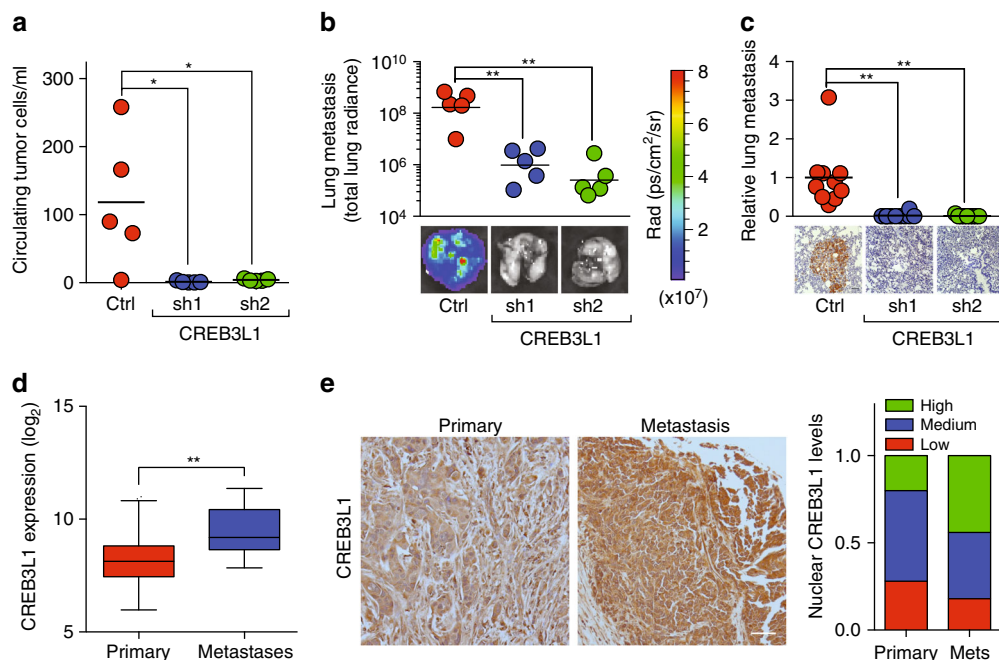 a
Circulating tumor cells/ml
300
200
100
0
*
*
Ctrl
sh1
sh2
CREB3L1
b
Lung metastasis
(total lung radiance)
10^10
10^8
10^6
10^4
**
**
Ctrl
sh1
sh2
CREB3L1
Rad (ps/cm²/sr)
8
6
4
2
(x10^7)
c
Relative lung metastasis
4
3
2
1
0
**
**
Ctrl
sh1
sh2
CREB3L1
d
CREB3L1 expression (log₂)
15
10
5
**
Primary
Metastases
e
CREB3L1
Primary
Metastasis
High
Medium
Low
Nuclear CREB3L1 levels
1.0
0.5
0.0
Primary
Mets